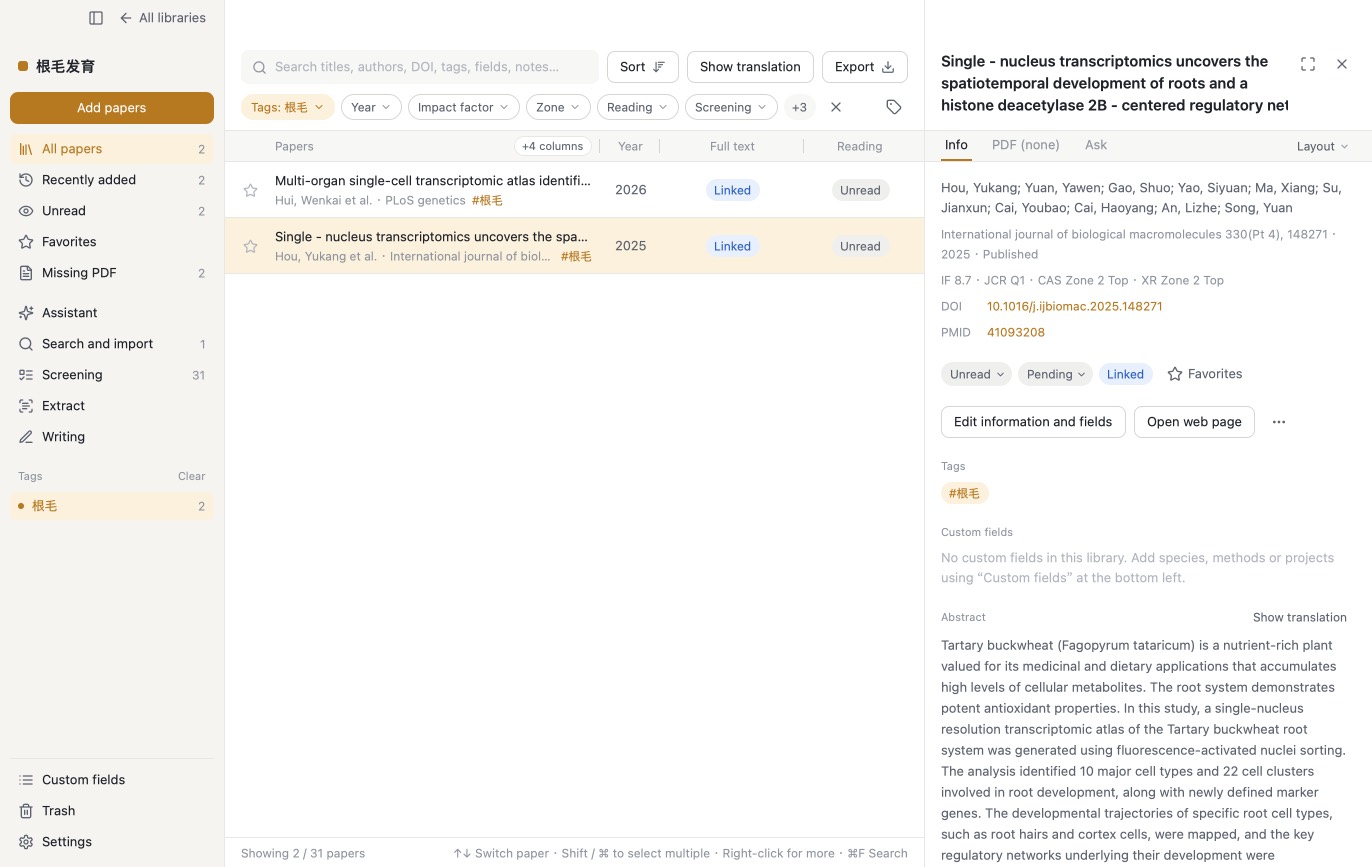 All libraries
根毛发育
Add papers
All papers 2
Recently added 2
Unread 2
Favorites
Missing PDF 2
Assistant
Search and import 1
Screening 31
Extract
Writing
Tags Clear
根毛 2
Custom fields
Trash
Settings
Search titles, authors, DOI, tags, fields, notes...
Sort
Show translation
Export
Tags: 根毛
Year
Impact factor
Zone
Reading
Screening
+3
Papers +4 columns Year Full text Reading
Multi-organ single-cell transcriptomic atlas identifi... 2026 Linked Unread
Hui, Wenkai et al. · PLoS genetics #根毛
Single - nucleus transcriptomics uncovers the spa... 2025 Linked Unread
Hou, Yukang et al. · International journal of biol... #根毛
Showing 2 / 31 papers
↑↓ Switch paper · Shift / ⌘ to select multiple · Right-click for more · ⌘F Search
Single - nucleus transcriptomics uncovers the
spatiotemporal development of roots and a
histone deacetylase 2B - centered regulatory net
Info PDF (none) Ask Layout
Hou, Yukang; Yuan, Yawen; Gao, Shuo; Yao, Siyuan; Ma, Xiang; Su,
Jianxun; Cai, Youbao; Cai, Haoyang; An, Lizhe; Song, Yuan
International journal of biological macromolecules 330(Pt 4), 148271 ·
2025 · Published
IF 8.7 · JCR Q1 · CAS Zone 2 Top · XR Zone 2 Top
DOI 10.1016/j.ijbiomac.2025.148271
PMID 41093208
Unread Pending Linked Favorites
Edit information and fields Open web page
Tags
#根毛
Custom fields
No custom fields in this library. Add species, methods or projects
using “Custom fields” at the bottom left.
Abstract Show translation
Tartary buckwheat (Fagopyrum tataricum) is a nutrient-rich plant
valued for its medicinal and dietary applications that accumulates
high levels of cellular metabolites. The root system demonstrates
potent antioxidant properties. In this study, a single-nucleus
resolution transcriptomic atlas of the Tartary buckwheat root
system was generated using fluorescence-activated nuclei sorting.
The analysis identified 10 major cell types and 22 cell clusters
involved in root development, along with newly defined marker
genes. The developmental trajectories of specific root cell types,
such as root hairs and cortex cells, were mapped, and the key
regulatory networks underlying their development were